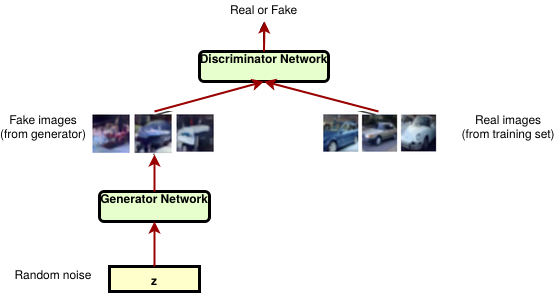 Real or Fake
Discriminator Network
Fake images
(from generator)
Real images
(from training set)
Generator Network
Random noise
z